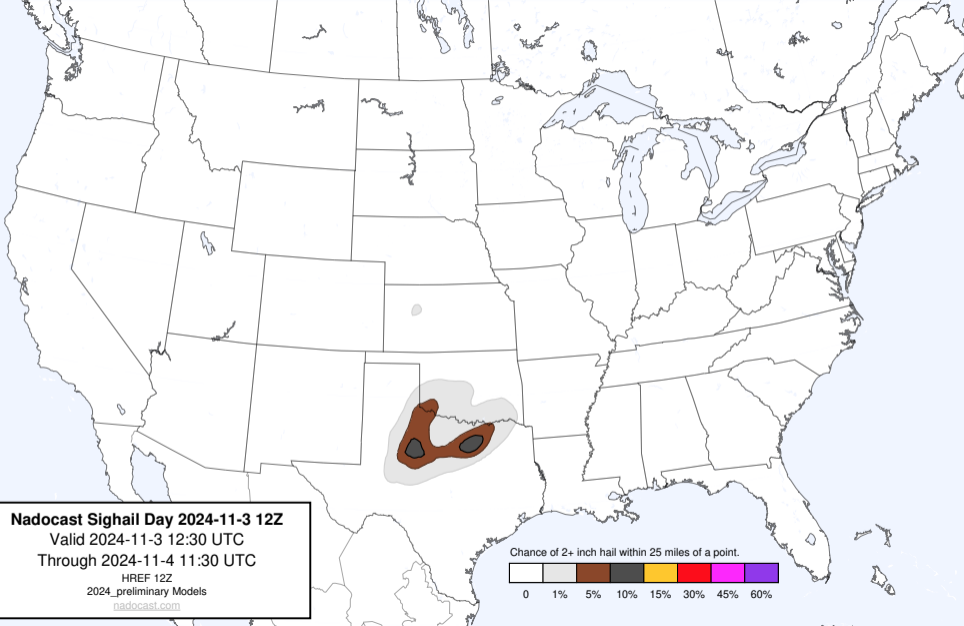 Nadocast Sighail Day 2024-11-3 12Z
Valid 2024-11-3 12:30 UTC
Through 2024-11-4 11:30 UTC
HREF 12Z
2024_preliminary Models
nadocast.com
Chance of 2+ inch hail within 25 miles of a point.
0 1% 5% 10% 15% 30% 45% 60%